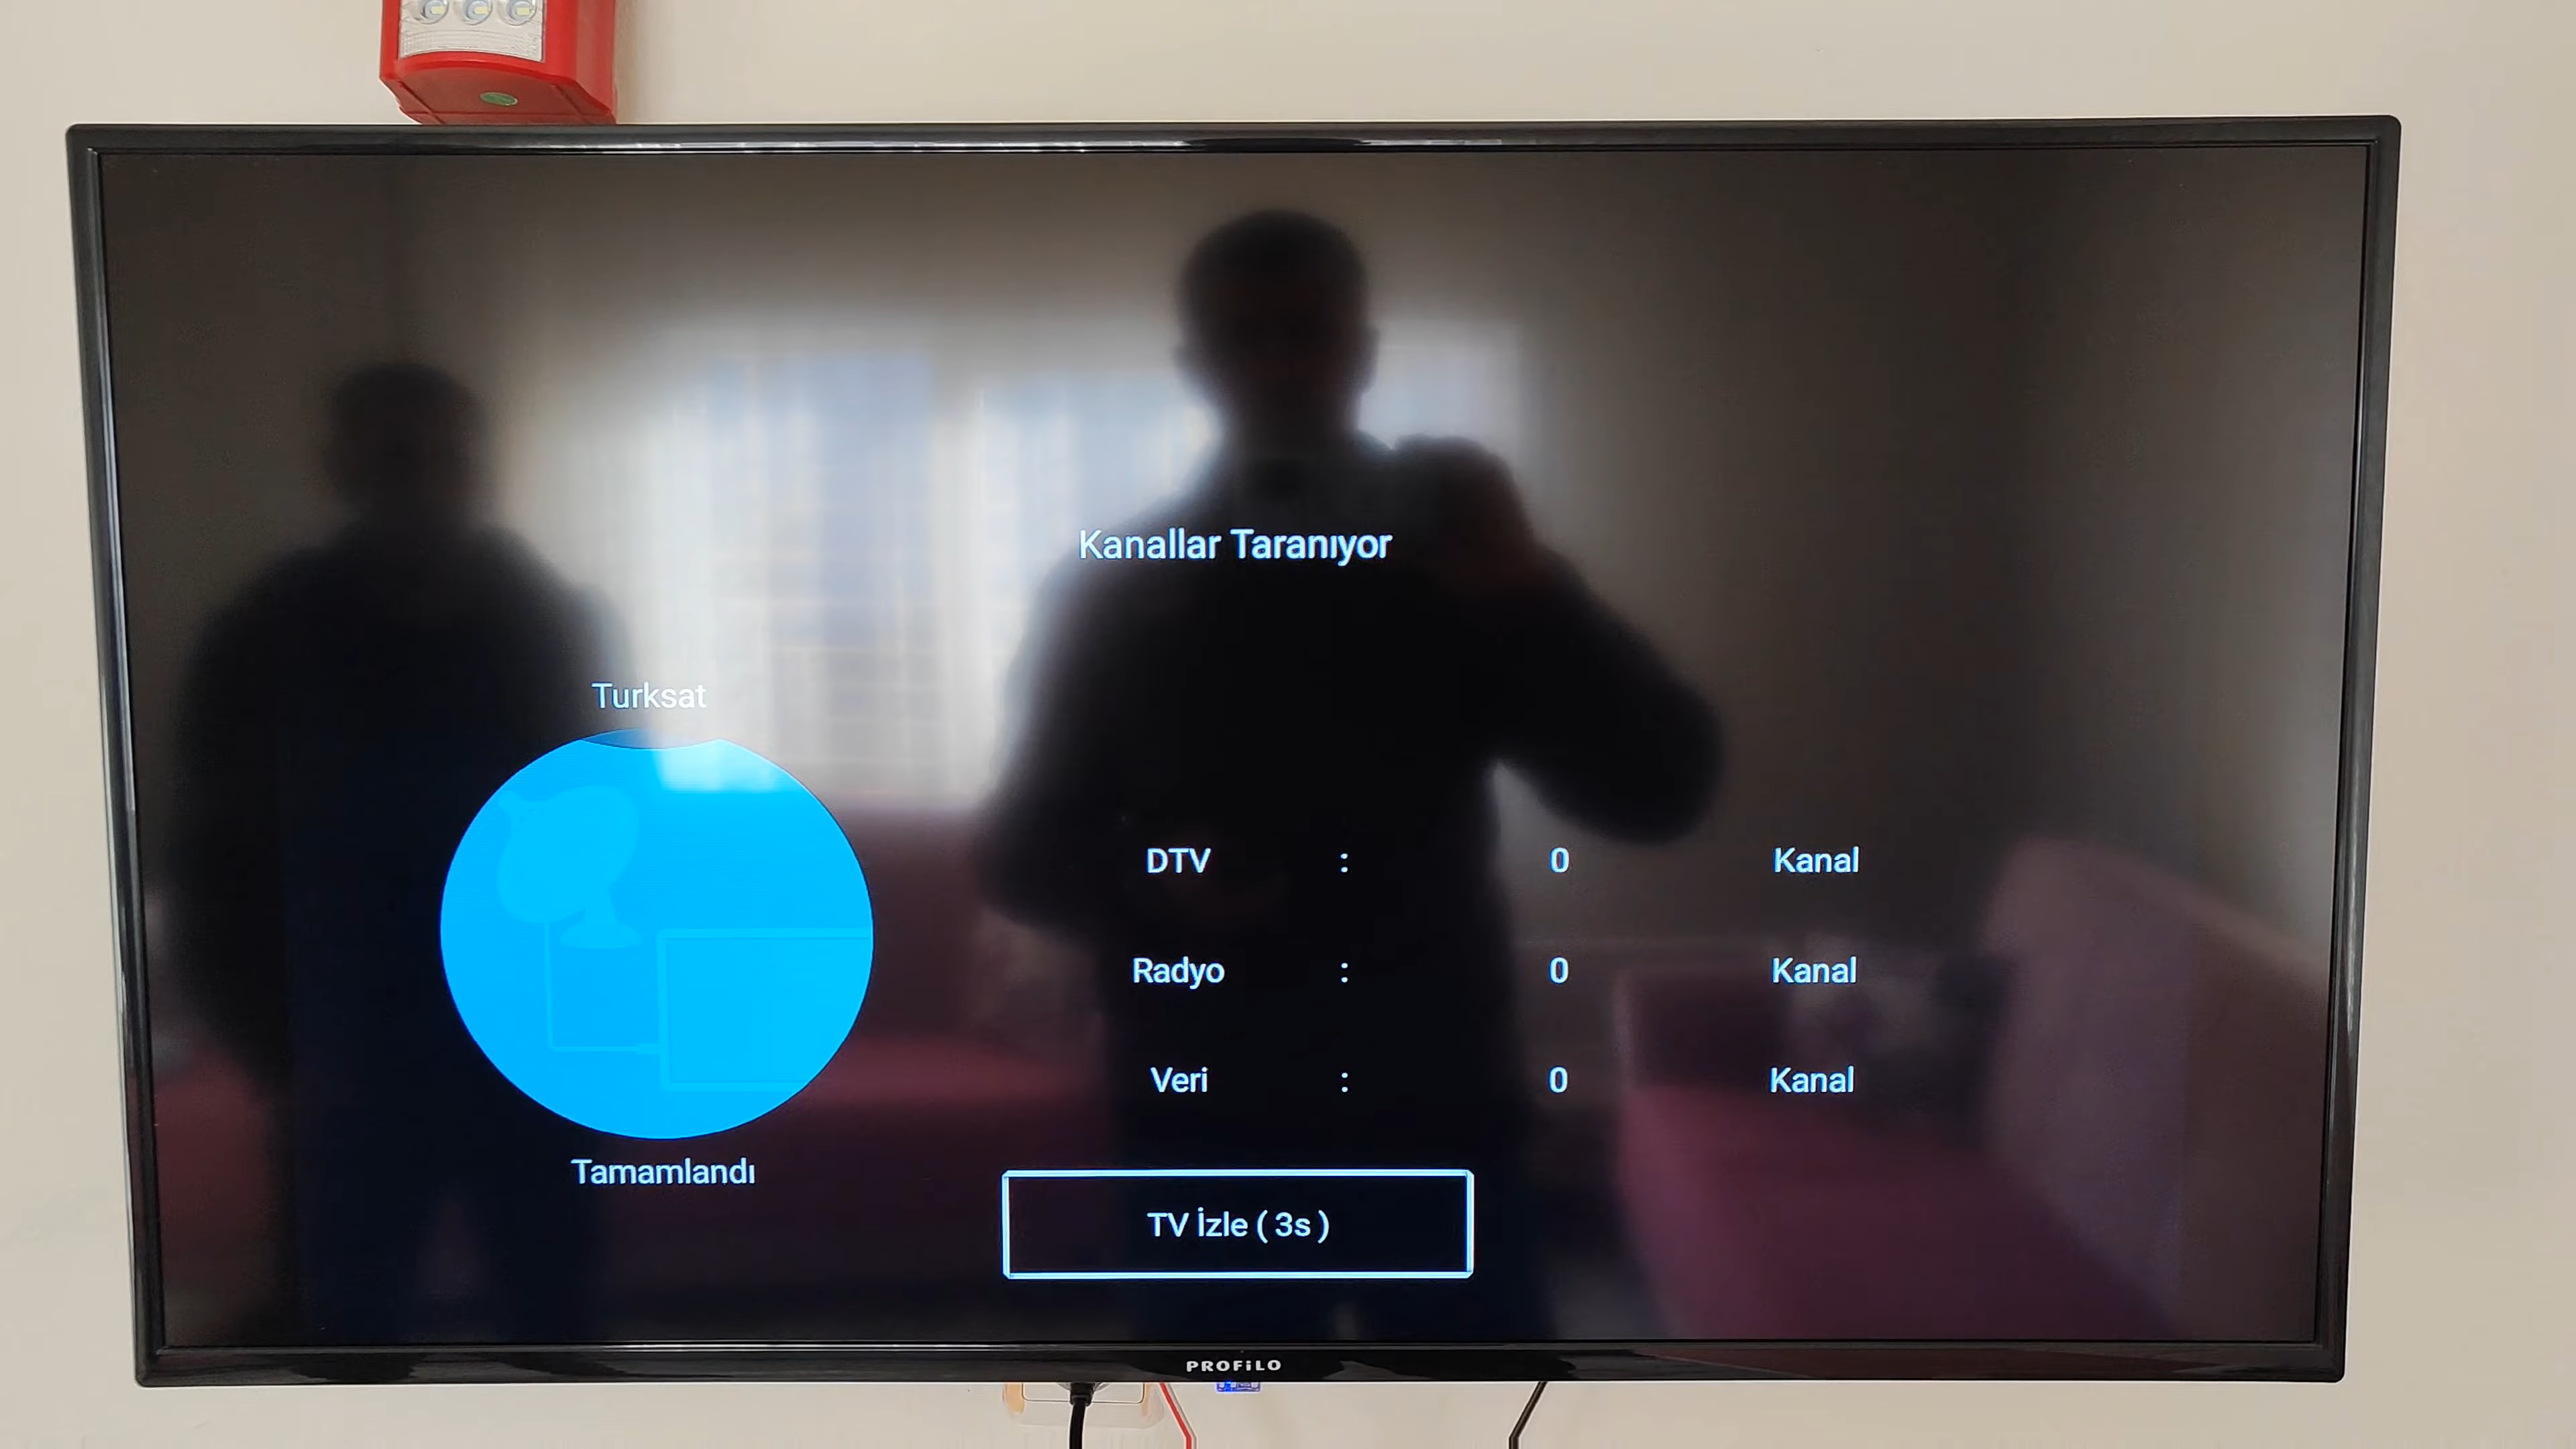 Kanallar Taranıyor
Turksat
DTV : 0 Kanal
Radyo : 0 Kanal
Veri : 0 Kanal
Tamamlandı
TV İzle ( 3s )
PROFiLO